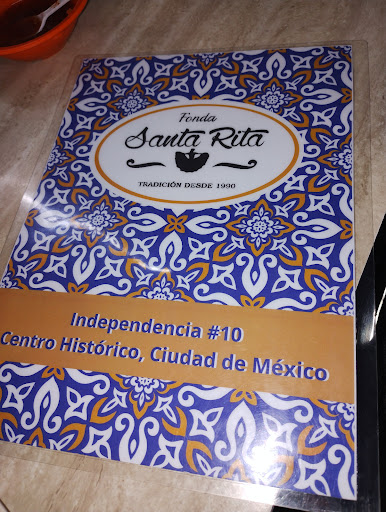 Fonda
Santa Rita
TRADICIÓN DESDE 1990
Independencia #10
Centro Histórico, Ciudad de México